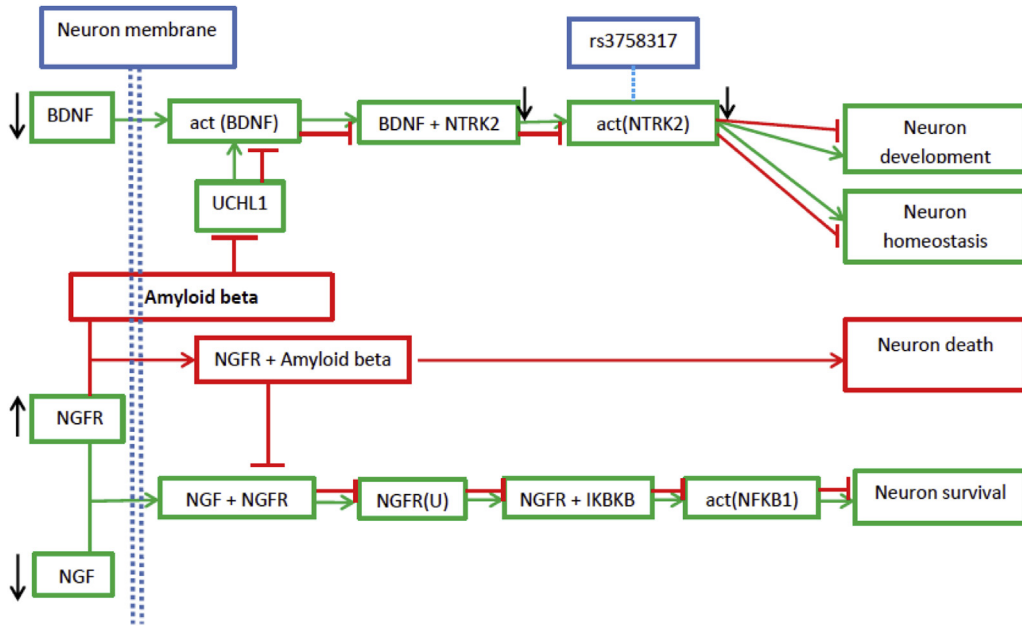 Neuron membrane
rs3758317
BDNF
act (BDNF)
BDNF + NTRK2
act(NTRK2)
Neuron
development
UCHL1
Neuron
homeostasis
Amyloid beta
NGFR + Amyloid beta
Neuron death
NGFR
NGF + NGFR
NGFR(U)
NGFR + IKBKB
act(NFKB1)
Neuron survival
NGF